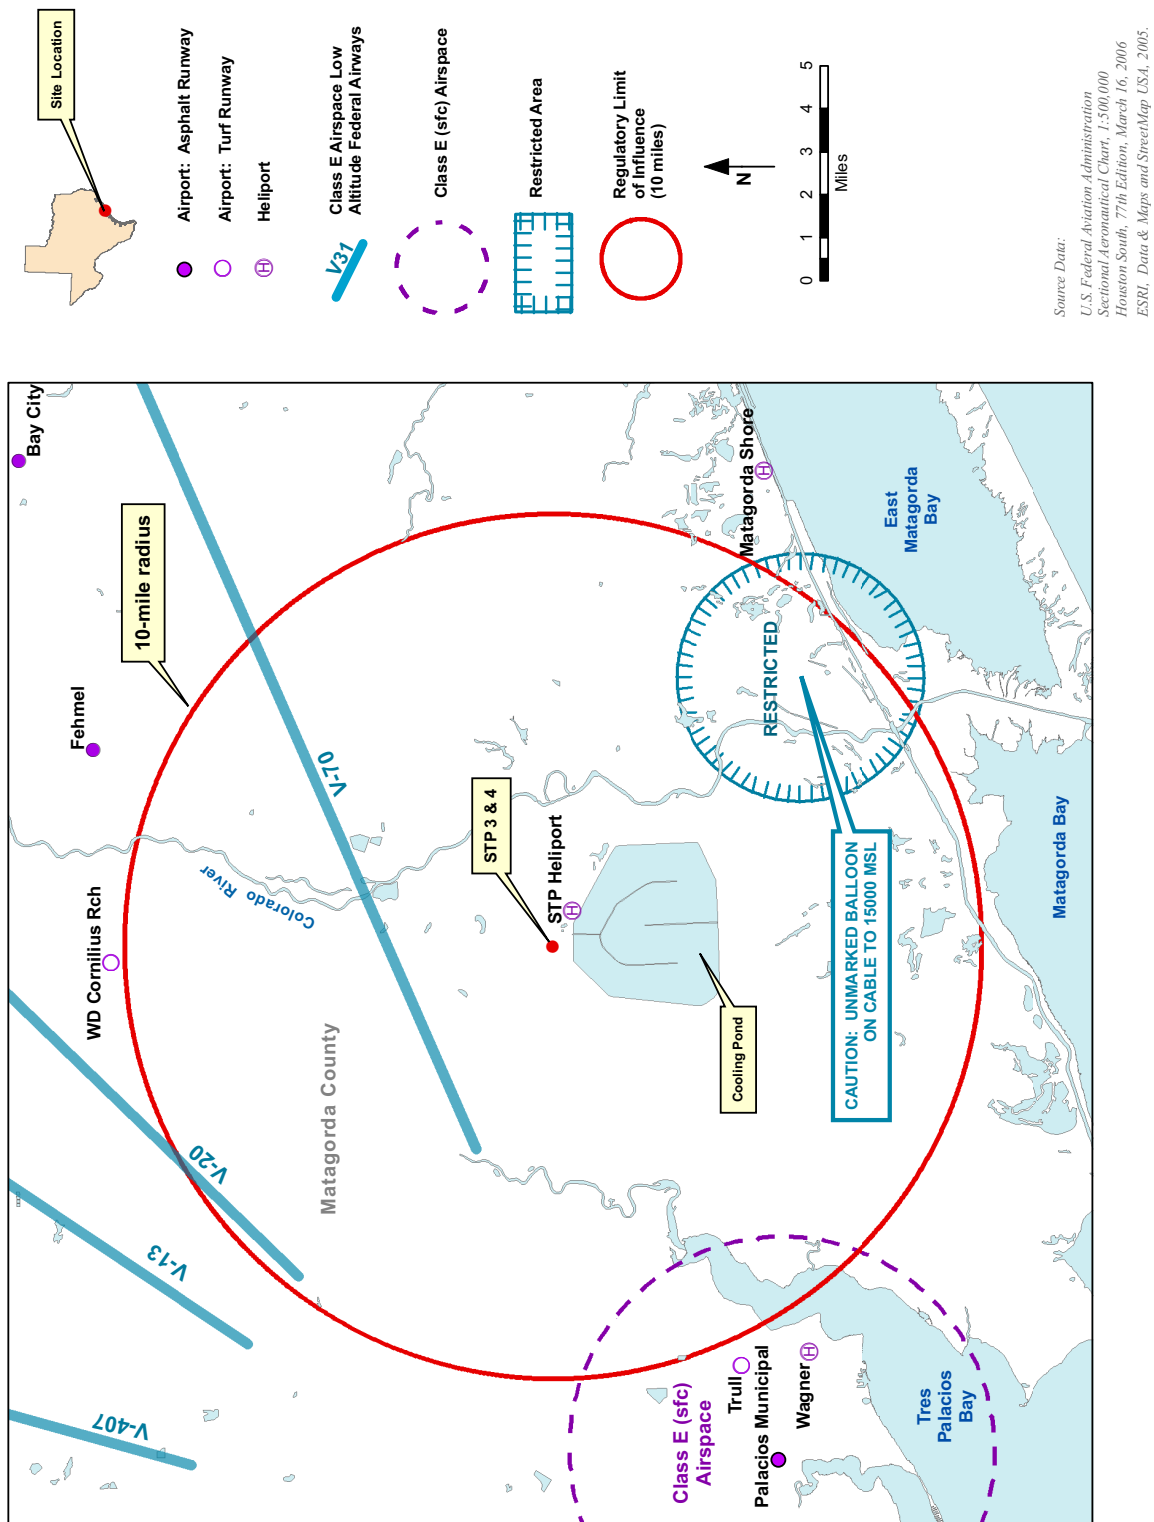 Site Location
Airport: Asphalt Runway
Airport: Turf Runway
H
Heliport
V31
Class E Airspace Low
Altitude Federal Airways
Class E (sfc) Airspace
Restricted Area
Regulatory Limit
of Influence
(10 miles)
N
0 1 2 3 4 5
Miles
Source Data:
U.S. Federal Aviation Administration
Sectional Aeronautical Chart, 1:500,000
Houston South, 77th Edition, March 16, 2006
ESRI, Data & Maps and StreetMap USA, 2005.
Bay City
10-mile radius
Fehmel
WD Cornilius Rch
Colorado River
V-70
V-20
V-13
V-407
Matagorda County
STP 3 & 4
STP Heliport
H
Cooling Pond
Matagorda Shore
H
RESTRICTED
East
Matagorda
Bay
CAUTION: UNMARKED BALLOON
ON CABLE TO 15000 MSL
Matagorda Bay
Class E (sfc)
Airspace
Trull
Palacios Municipal
Wagner
H
Tres
Palacios
Bay